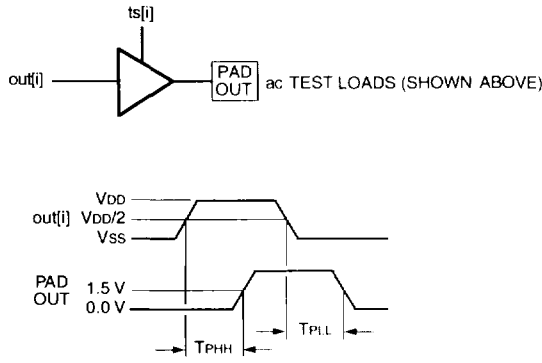 ts[i]
out[i]
PAD
OUT
ac TEST LOADS (SHOWN ABOVE)
VDD
out[i] VDD/2
VSS
PAD
OUT
1.5 V
0.0 V
TPHH
TPLL